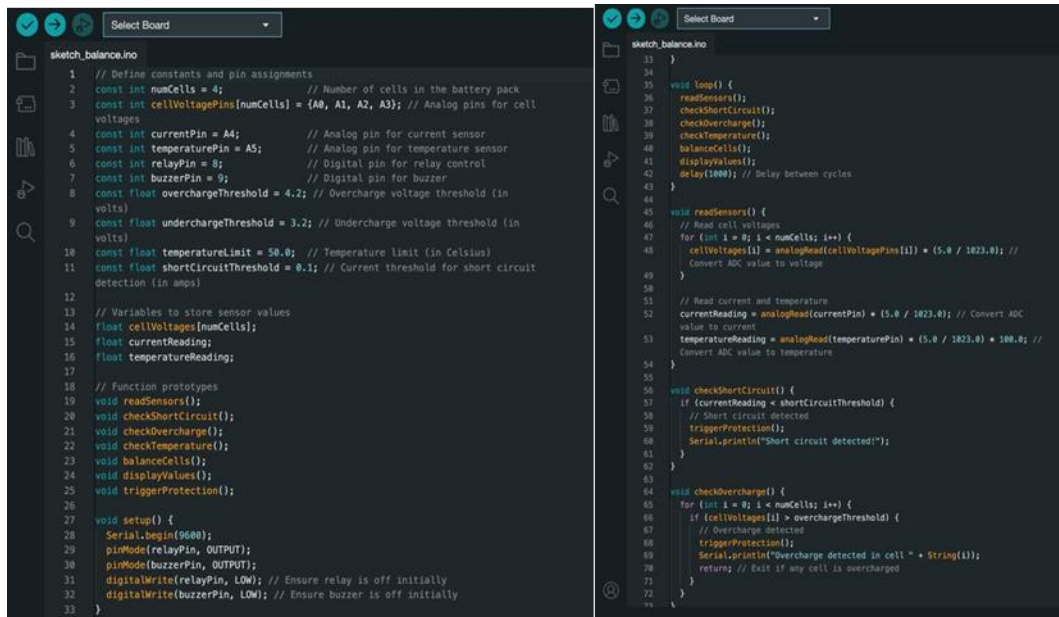 Select Board
sketch_balance.ino
1 // Define constants and pin assignments
2 const int numCells = 4; // Number of cells in the battery pack
3 const int cellVoltagePins[numCells] = {A0, A1, A2, A3}; // Analog pins for cell
voltages
4 const int currentPin = A4; // Analog pin for current sensor
5 const int temperaturePin = A5; // Analog pin for temperature sensor
6 const int relayPin = 8; // Digital pin for relay control
7 const int buzzerPin = 9; // Digital pin for buzzer
8 const float overchargeThreshold = 4.2; // Overcharge voltage threshold (in
volts)
9 const float underchargeThreshold = 3.2; // Undercharge voltage threshold (in
volts)
10 const float temperatureLimit = 50.0; // Temperature limit (in Celsius)
11 const float shortCircuitThreshold = 0.1; // Current threshold for short circuit
detection (in amps)
12
13 // Variables to store sensor values
14 float cellVoltages[numCells];
15 float currentReading;
16 float temperatureReading;
17
18 // Function prototypes
19 void readSensors();
20 void checkShortCircuit();
21 void checkOvercharge();
22 void checkTemperature();
23 void balanceCells();
24 void displayValues();
25 void triggerProtection();
26
27 void setup() {
28 Serial.begin(9600);
29 pinMode(relayPin, OUTPUT);
30 pinMode(buzzerPin, OUTPUT);
31 digitalWrite(relayPin, LOW); // Ensure relay is off initially
32 digitalWrite(buzzerPin, LOW); // Ensure buzzer is off initially
33 }
Select Board
sketch_balance.ino
33 }
34
35 void loop() {
36 readSensors();
37 checkShortCircuit();
38 checkOvercharge();
39 checkTemperature();
40 balanceCells();
41 displayValues();
42 delay(1000); // Delay between cycles
43 }
44
45 void readSensors() {
46 // Read cell voltages
47 for (int i = 0; i < numCells; i++) {
48 cellVoltages[i] = analogRead(cellVoltagePins[i]) * (5.0 / 1023.0); //
Convert ADC value to voltage
49 }
50
51 // Read current and temperature
52 currentReading = analogRead(currentPin) * (5.0 / 1023.0); // Convert ADC
value to current
53 temperatureReading = analogRead(temperaturePin) * (5.0 / 1023.0) * 100.0; //
Convert ADC value to temperature
54 }
55
56 void checkShortCircuit() {
57 if (currentReading < shortCircuitThreshold) {
58 // Short circuit detected
59 triggerProtection();
60 Serial.println("Short circuit detected!");
61 }
62 }
63
64 void checkOvercharge() {
65 for (int i = 0; i < numCells; i++) {
66 if (cellVoltages[i] > overchargeThreshold) {
67 // Overcharge detected
68 triggerProtection();
69 Serial.println("Overcharge detected in cell " + String(i));
70 return; // Exit if any cell is overcharged
71 }
72 }